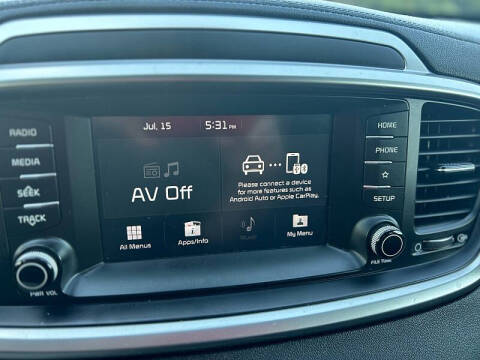 Jul. 15 5:31 PM
RADIO
MEDIA
SEEK
TRACK
PWR VOL
AV Off
Please connect a device
for more features such as
Android Auto or Apple CarPlay.
All Menus
Apps/Info
Music
My Menu
HOME
PHONE
SETUP
FILE TUNE